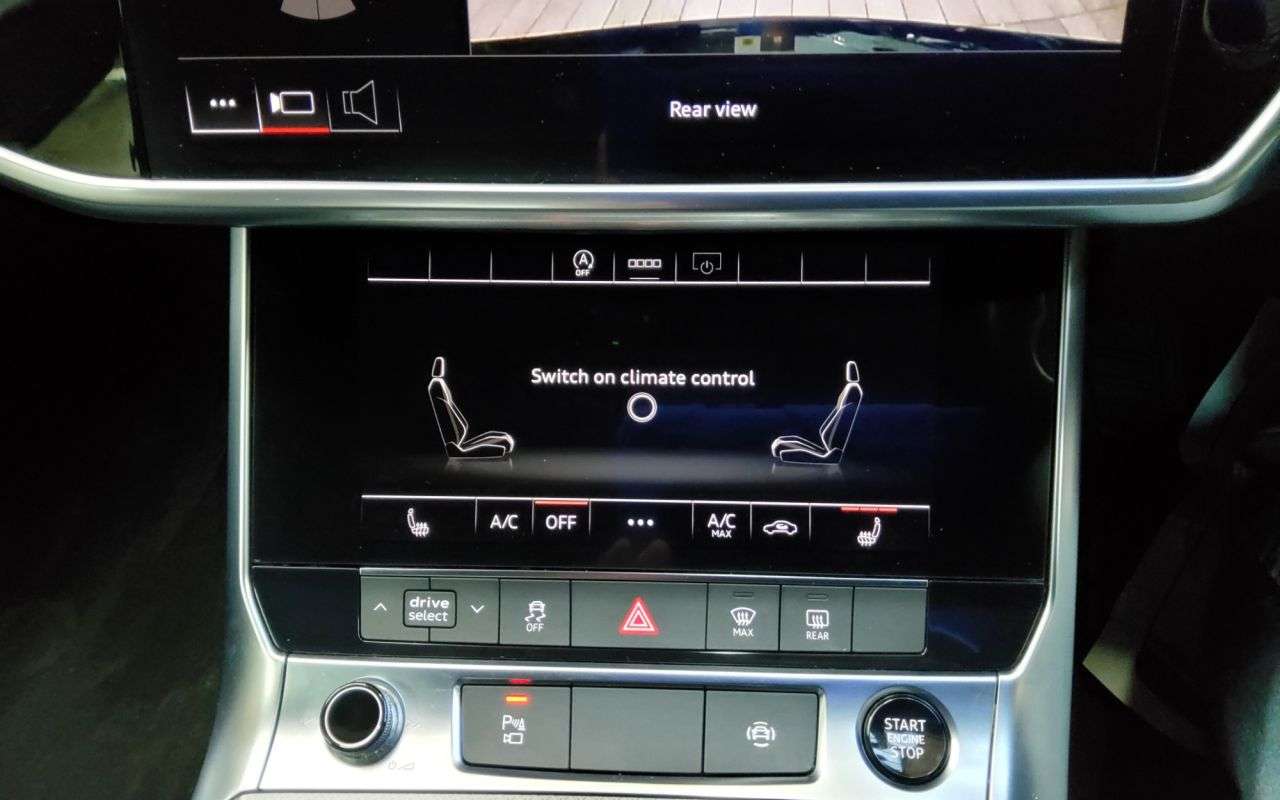 Rear view
A
OFF
Switch on climate control
A/C
OFF
A/C
MAX
drive
select
OFF
MAX
REAR
P
START
ENGINE
STOP